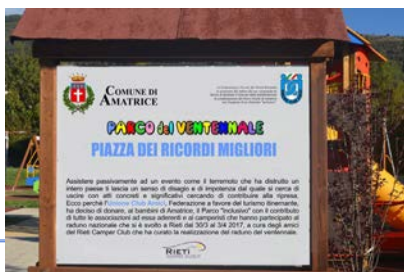 COMUNE DI
AMATRICE
PARCO del VENTENNALE
PIAZZA DEI RICORDI MIGLIORI
Assistere passivamente ad un evento come il terremoto che ha distrutto un
intero paese ti lascia un senso di disagio e di impotenza dal quale si cerca di
uscire con atti concreti e significativi cercando di contribuire alla ripresa.
Ecco perchè l'Unione Club Amici, Federazione a favore del turismo itinerante,
ha deciso di donare, ai bambini di Amatrice, il Parco "inclusivo" con il contributo
di tutte le associazioni ad essa aderenti e ai camperisti che hanno partecipato al
raduno nazionale che si è svolto a Rieti dal 30/3 al 3/4 2017, a cura degli amici
del Rieti Camper Club che ha curato la realizzazione del raduno del ventennale.
RIETI